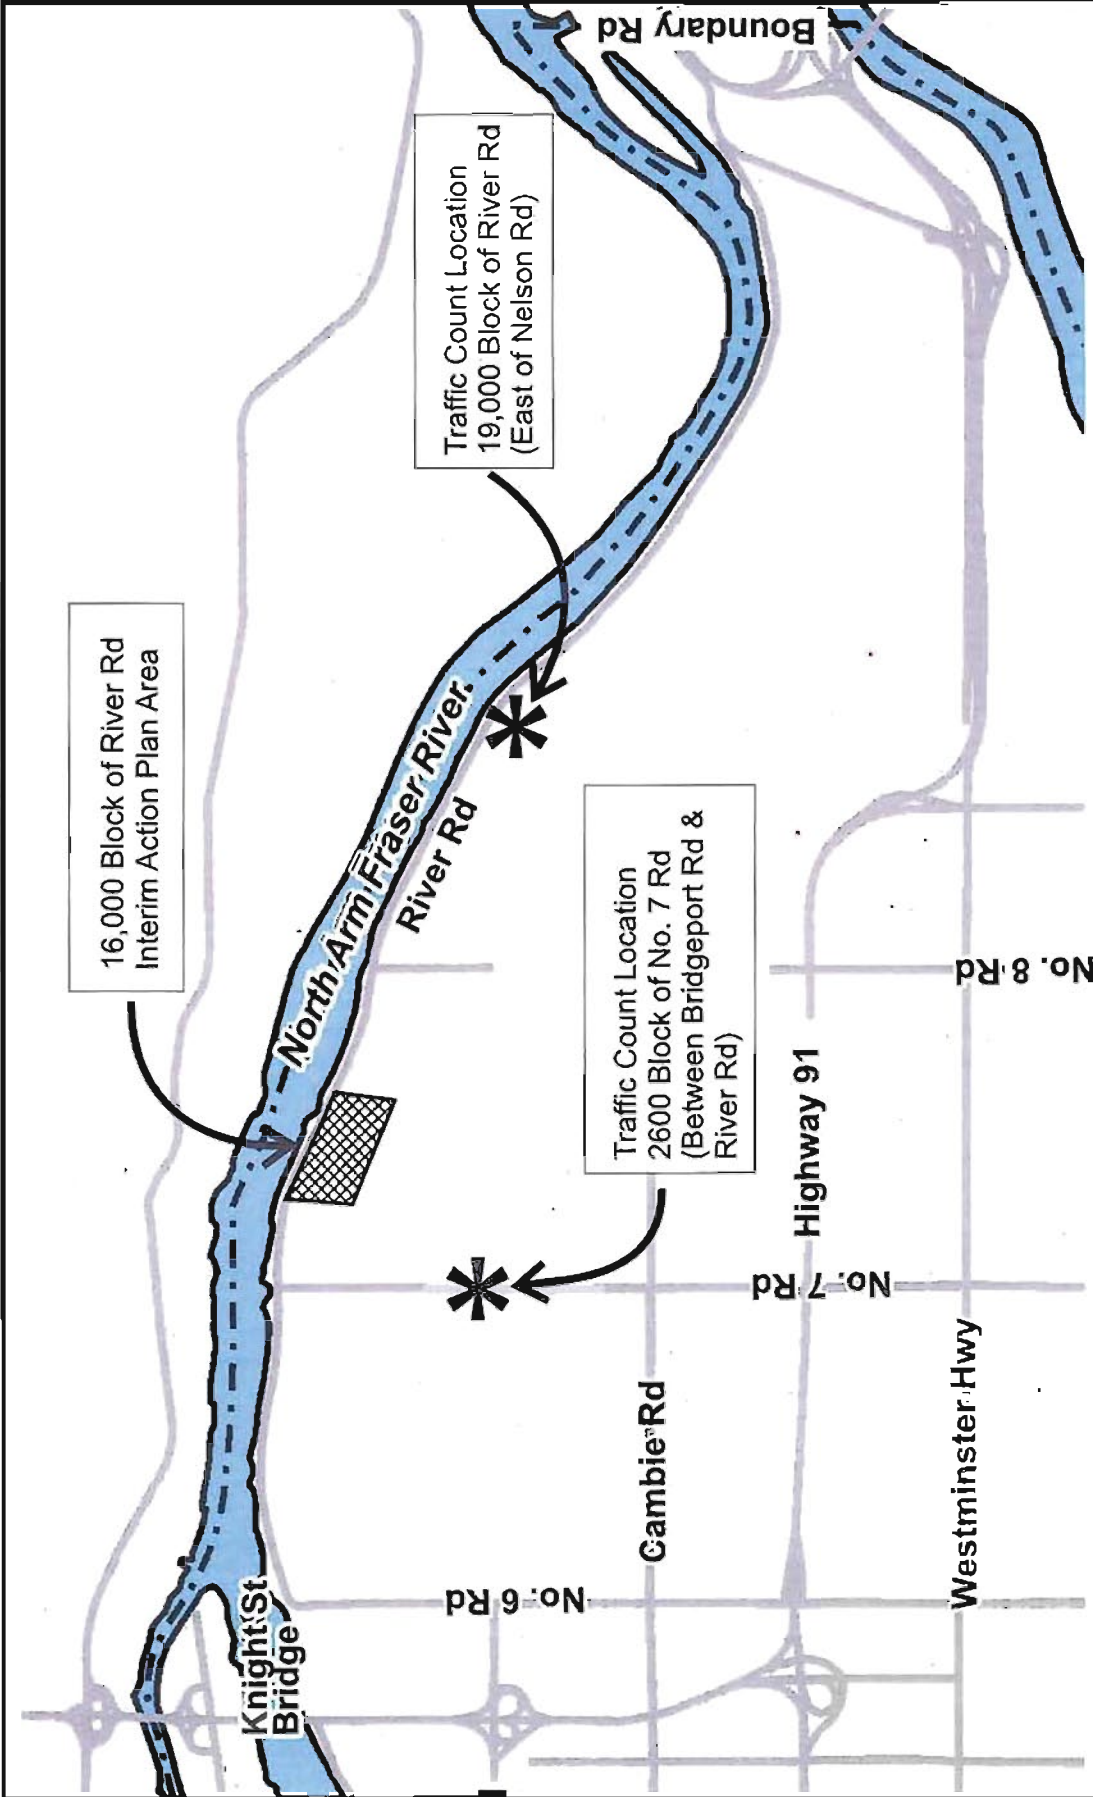 Boundary Rd
Traffic Count Location
19,000 Block of River Rd
(East of Nelson Rd)
16,000 Block of River Rd
Interim Action Plan Area
North Arm Fraser River
River Rd
Traffic Count Location
2600 Block of No. 7 Rd
(Between Bridgeport Rd &
River Rd)
No. 8 Rd
Highway 91
No. 7 Rd
Cambie Rd
Westminster Hwy
No. 6 Rd
Knight St
Bridge